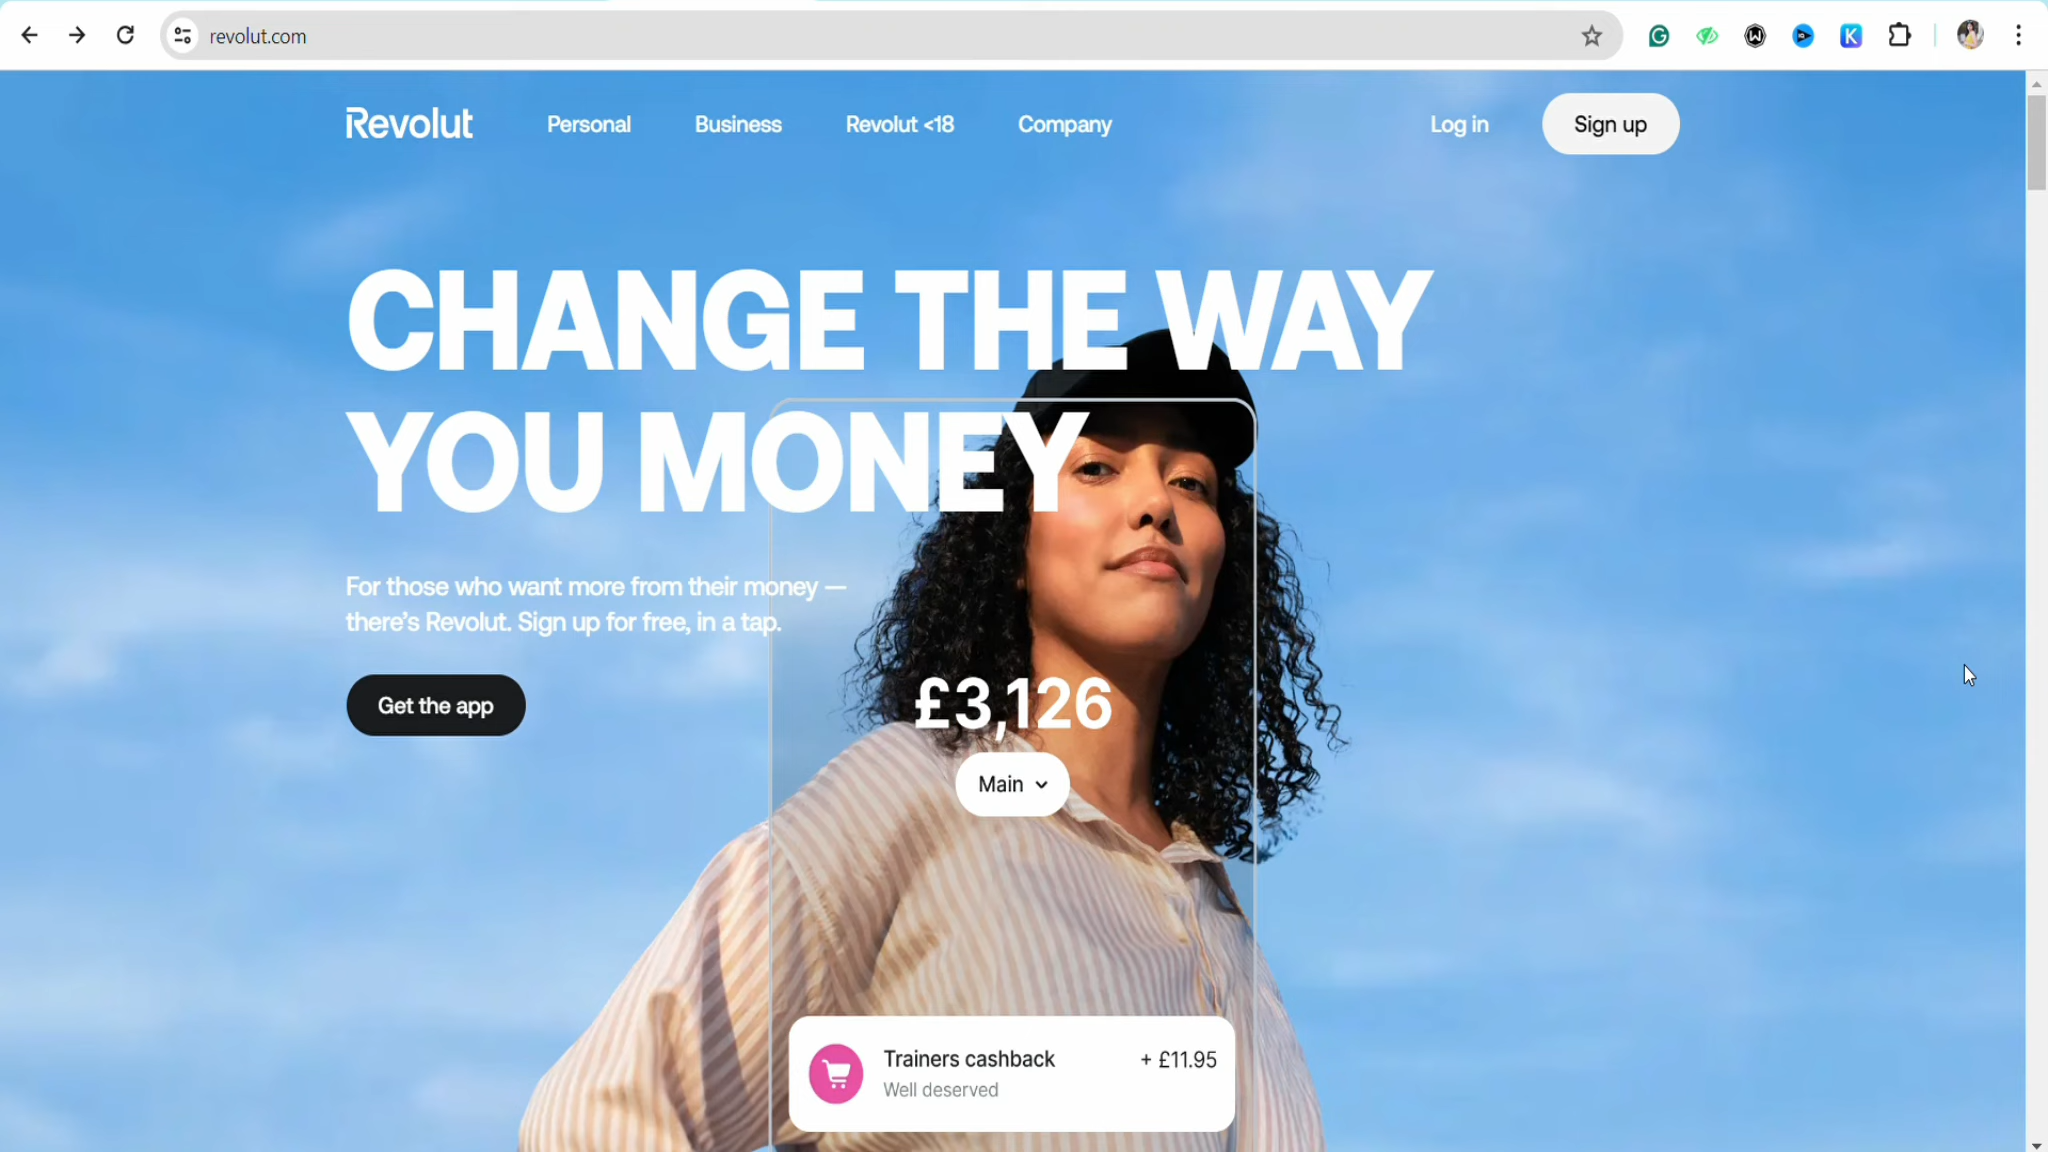 revolut.com
Revolut
Personal
Business
Revolut <18
Company
Log in
Sign up
CHANGE THE WAY
YOU MONEY
For those who want more from their money —
there’s Revolut. Sign up for free, in a tap.
Get the app
£3,126
Main
Trainers cashback
+ £11.95
Well deserved